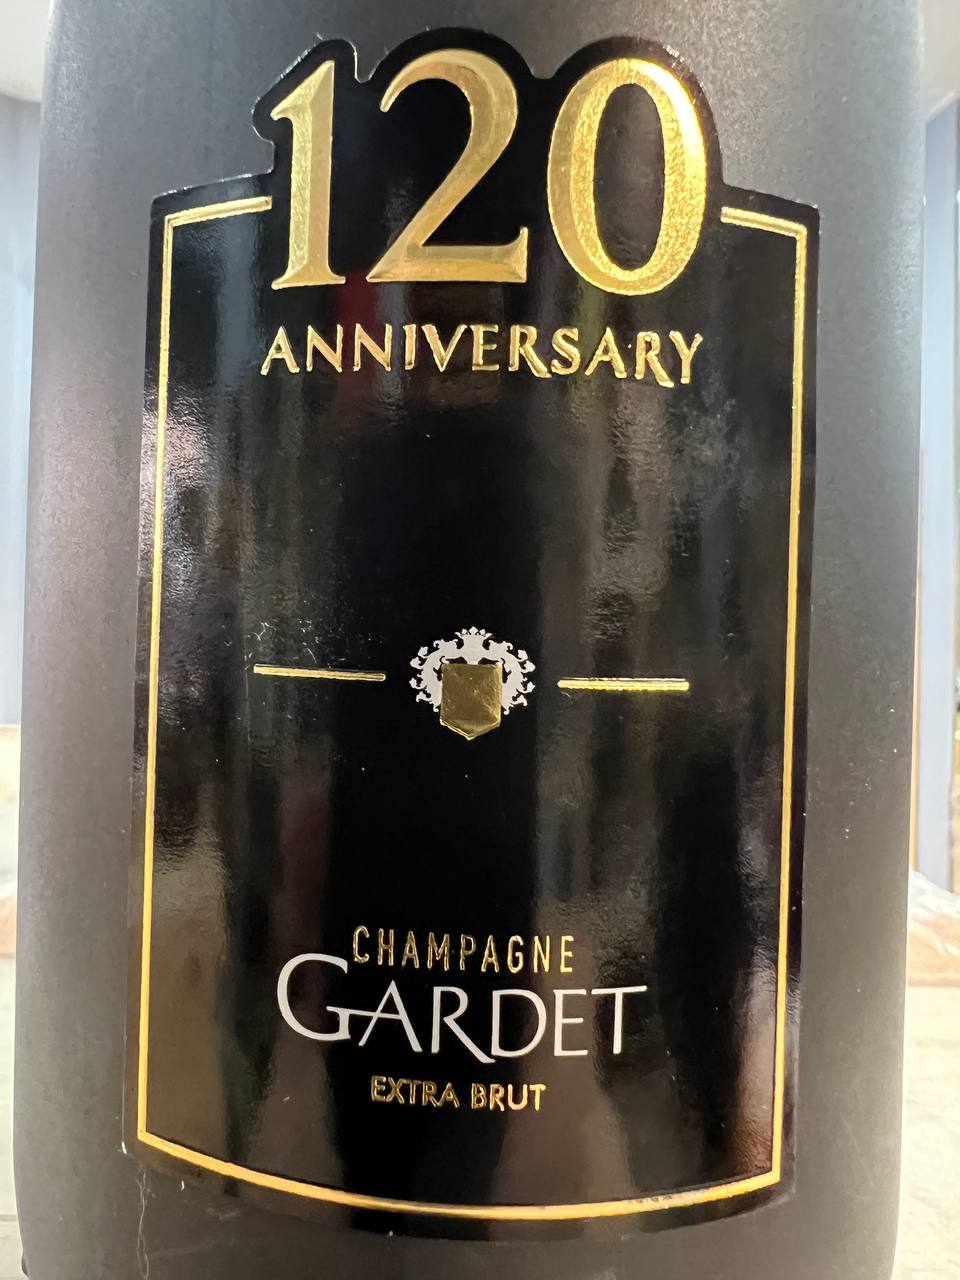 120
ANNIVERSARY
CHAMPAGNE
GARDET
EXTRA BRUT